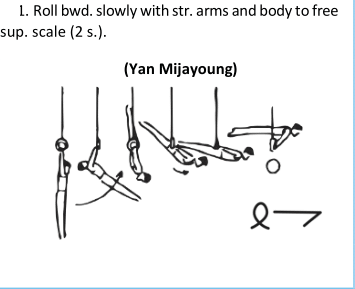 1. Roll bwd. slowly with str. arms and body to free
sup. scale (2 s.).
(Yan Mijayoung)